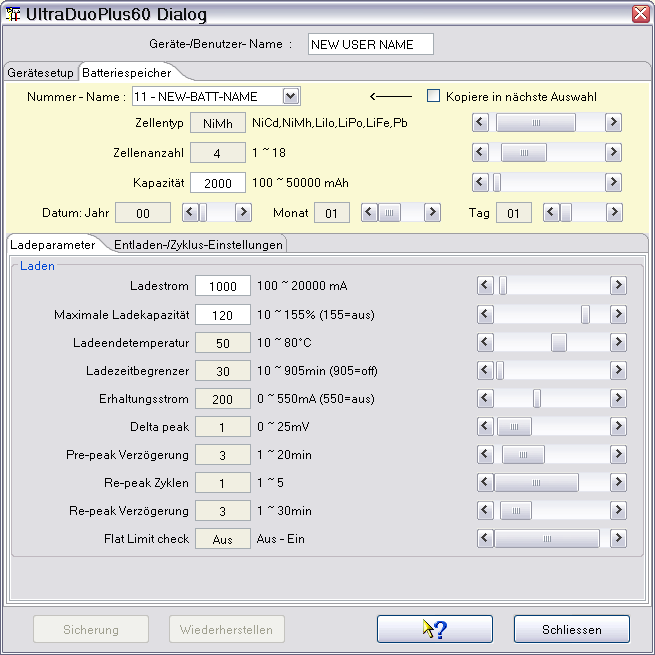 UltraDuoPlus60 Dialog
Geräte-/Benutzer- Name : NEW USER NAME
Gerätesetup Batteriespeicher
Nummer - Name : 11 - NEW-BATT-NAME Kopiere in nächste Auswahl
Zellentyp NiMh NiCd,NiMh,LiIo,LiPo,LiFe,Pb
Zellenanzahl 4 1 ~ 18
Kapazität 2000 100 ~ 50000 mAh
Datum: Jahr 00 Monat 01 Tag 01
Ladeparameter Entladen-/Zyklus-Einstellungen
Laden
Ladestrom 1000 100 ~ 20000 mA
Maximale Ladekapazität 120 10 ~ 155% (155=aus)
Ladeendetemperatur 50 10 ~ 80°C
Ladezeitbegrenzer 30 10 ~ 905min (905=off)
Erhaltungsstrom 200 0 ~ 550mA (550=aus)
Delta peak 1 0 ~ 25mV
Pre-peak Verzögerung 3 1 ~ 20min
Re-peak Zyklen 1 1 ~ 5
Re-peak Verzögerung 3 1 ~ 30min
Flat Limit check Aus Aus - Ein
Sicherung Wiederherstellen ? Schliessen